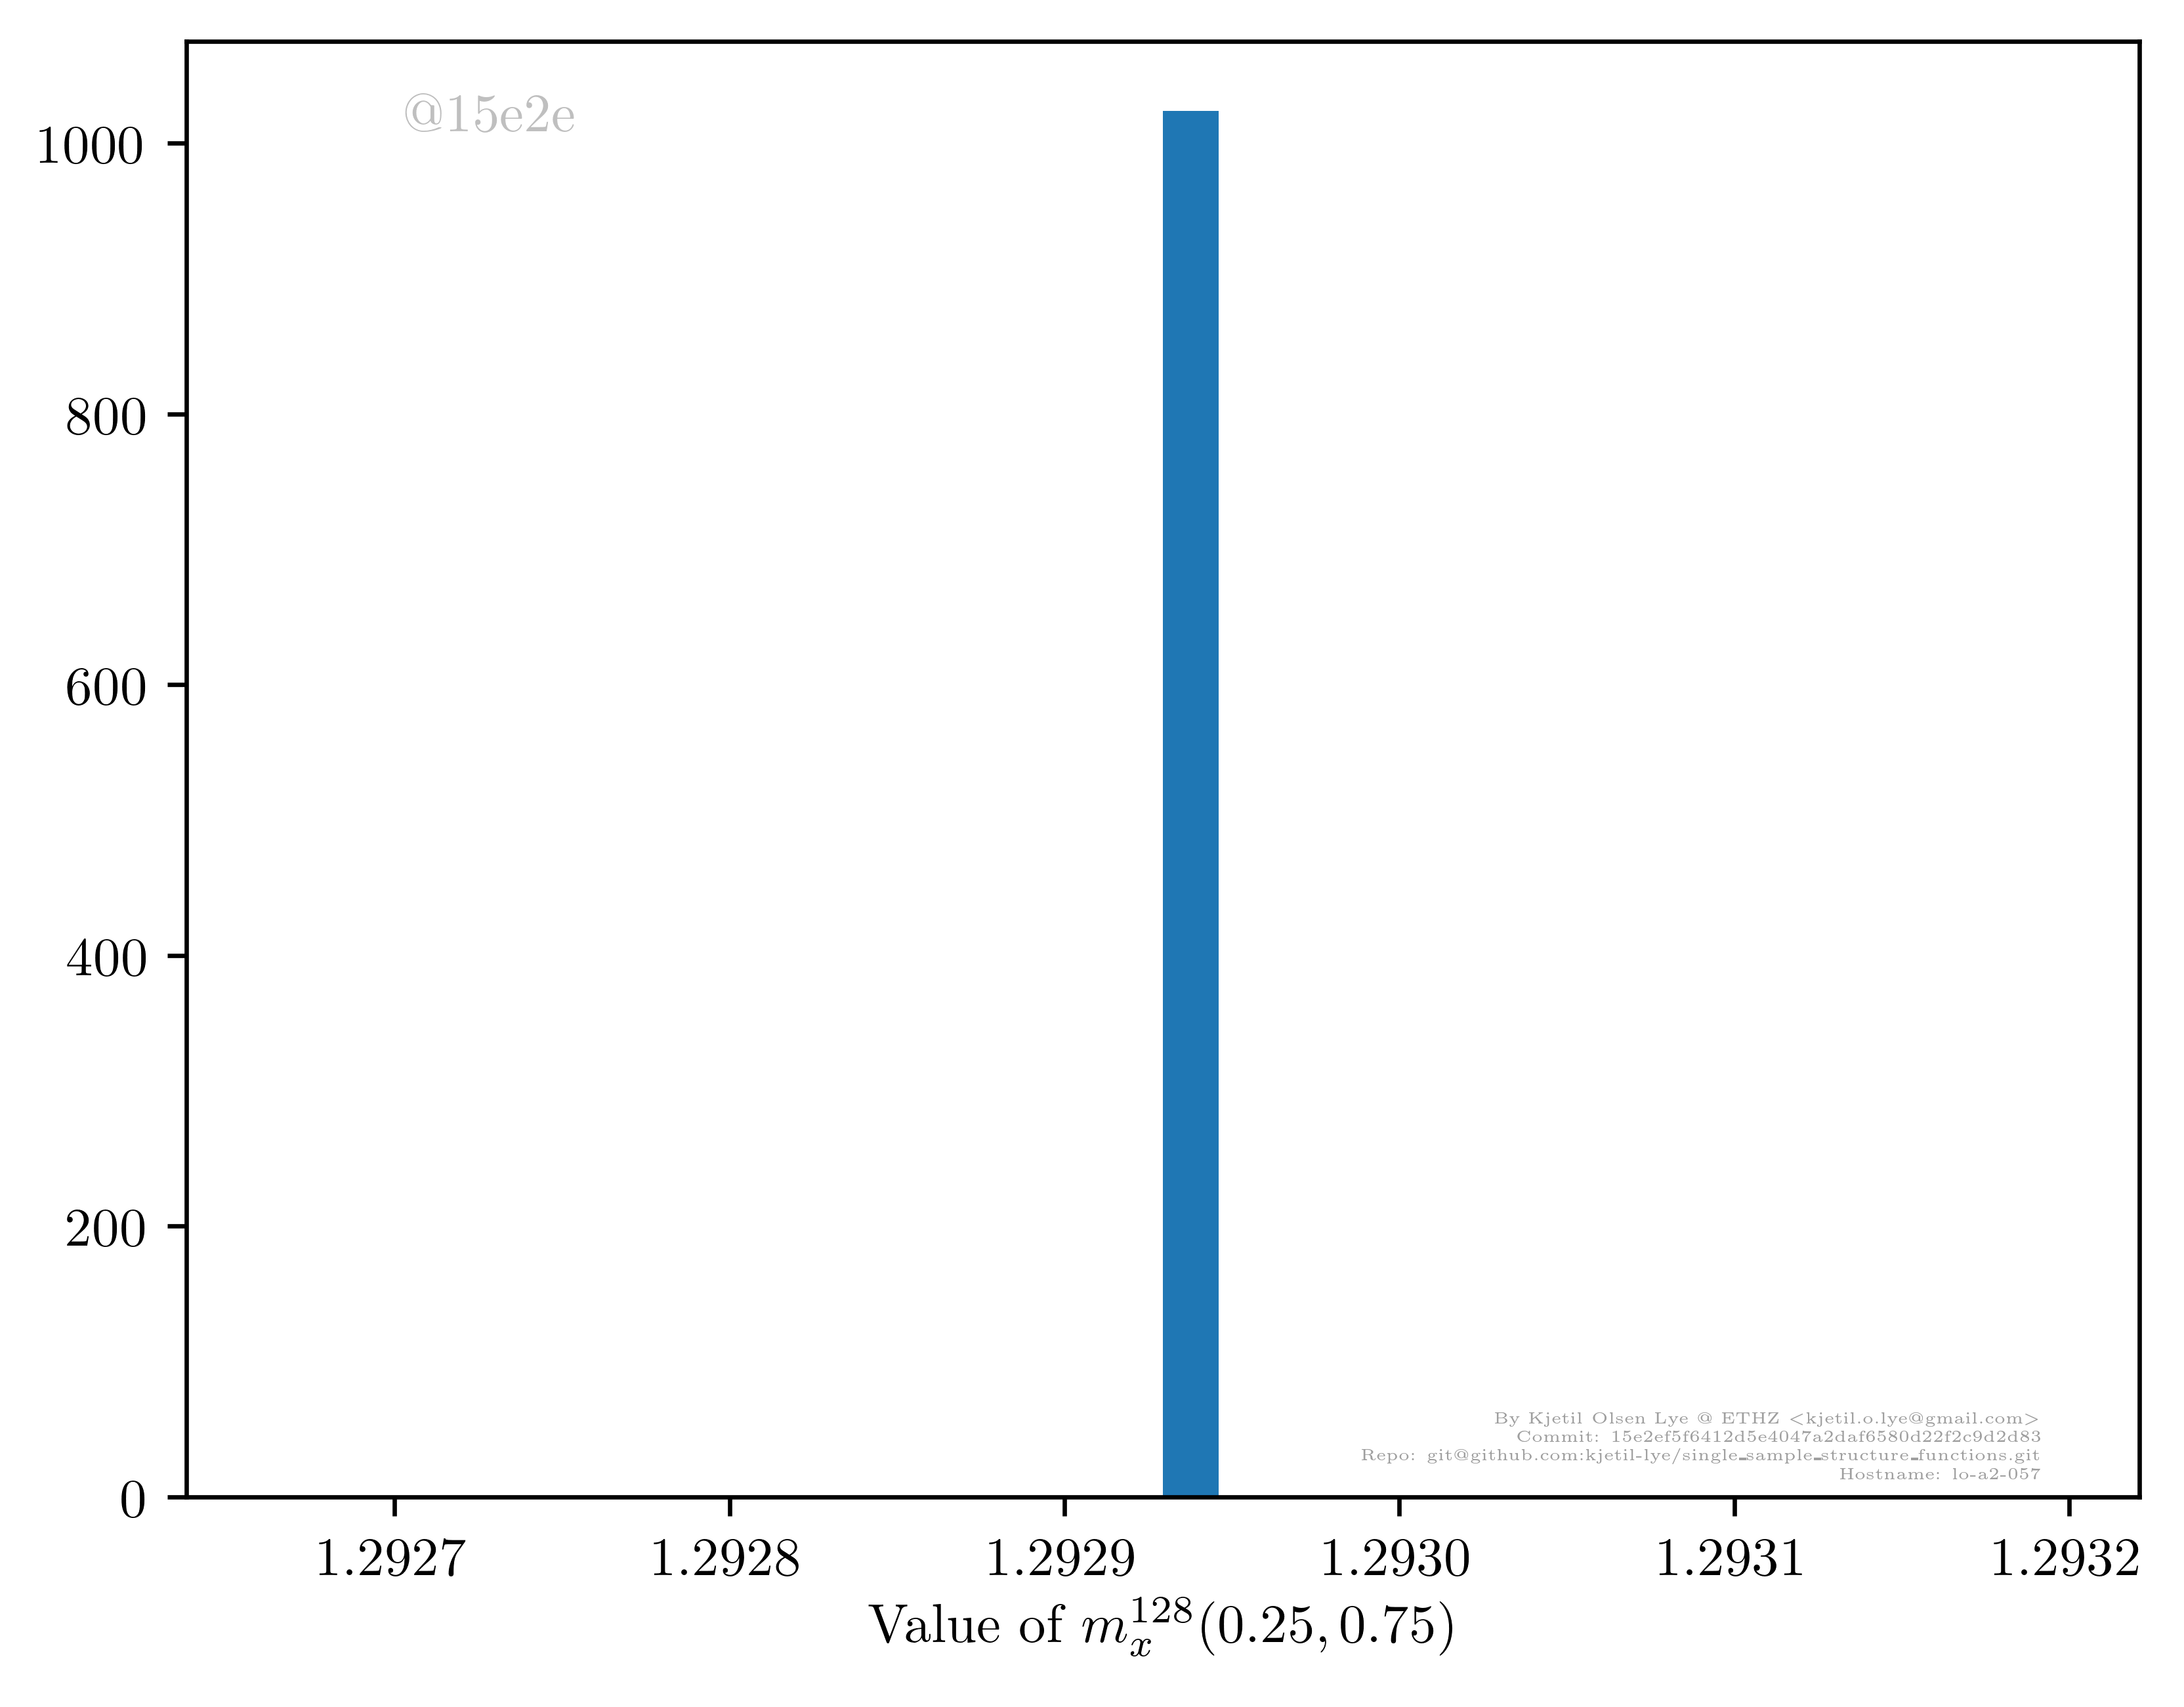 @15e2e
1000
800
600
400
200
0
By Kjetil Olsen Lye @ ETHZ <kjetil.o.lye@gmail.com>
Commit: 15e2ef5f6412d5e4047a2daf6580d22f2c9d2d83
Repo: git@github.com:kjetil-lye/single_sample_structure_functions.git
Hostname: lo-a2-057
1.2927 1.2928 1.2929 1.2930 1.2931 1.2932
Value of $m_x^{128}(0.25, 0.75)$